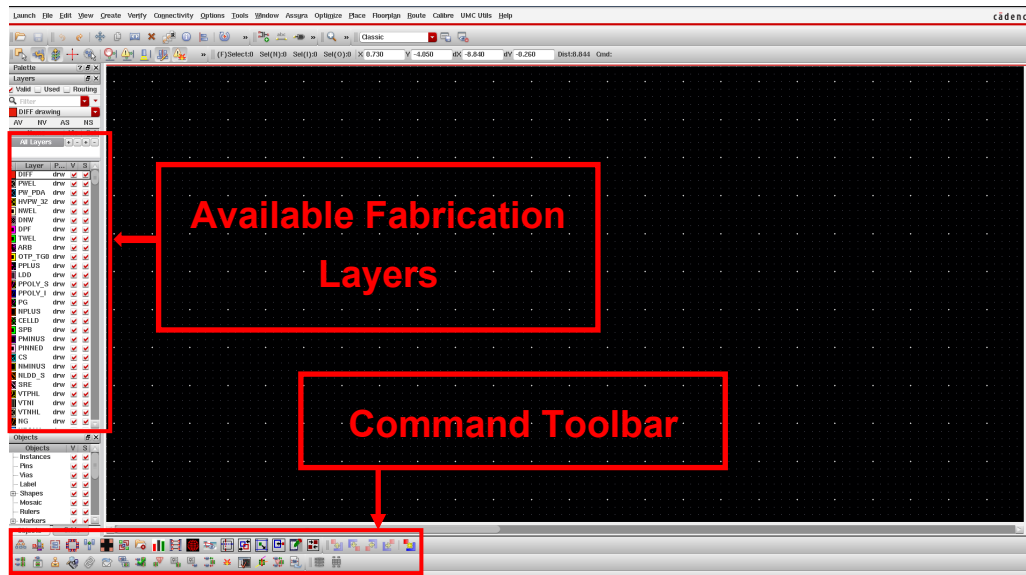 Launch File Edit View Create Verify Connectivity Options Tools Window Assura Optimize Place Floorplan Route Calibre UMC Utils Help
cādenc
» » » Classic
» (F)Select:0 Sel(N):0 Sel(I):0 Sel(O):0 X 0.730 Y -4.050 dX -8.840 dY -0.260 Dist:8.844 Cmd:
Palette
Layers
Valid Used Routing
Filter
DIFF drawing
AV NV AS NS
All Layers
Layer P... V S
DIFF drw
PWEL drw
PW_PDA drw
HVPW_32 drw
NWEL drw
DNW drw
DPF drw
TWEL drw
ARB drw
OTP_TG0 drw
PPLUS drw
LDD drw
PPOLY_S drw
PPOLY_I drw
PG drw
NPLUS drw
CELLD drw
SPB drw
PMINUS drw
PINNED drw
CS drw
NMINUS drw
NLDD_S drw
SRE drw
VTPHL drw
VTNI drw
VTNHL drw
NG drw
Available Fabrication
Layers
Command Toolbar
Objects
Objects V S
Instances
Pins
Vias
Label
Shapes
Mosaic
Rulers
Markers